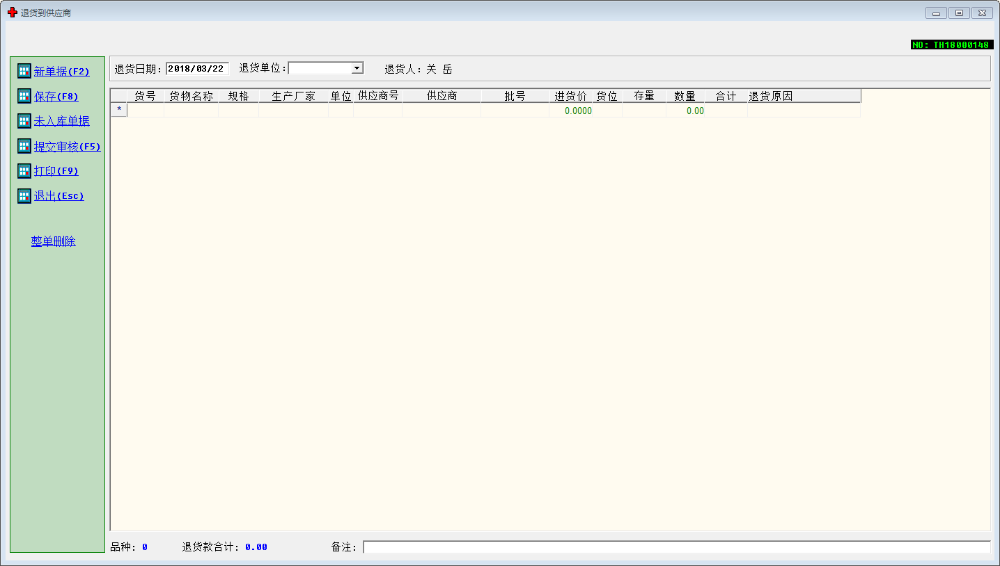 退货到供应商
NO: TH18000148
新单据(F2)
保存(F8)
未入库单据
提交审核(F5)
打印(F9)
退出(Esc)
整单删除
退货日期: 2018/03/22 退货单位: 退货人: 关 岳
货号 货物名称 规格 生产厂家 单位 供应商号 供应商 批号 进货价 货位 存量 数量 合计 退货原因
* 0.0000 0.00
品种: 0 退货款合计: 0.00 备注: